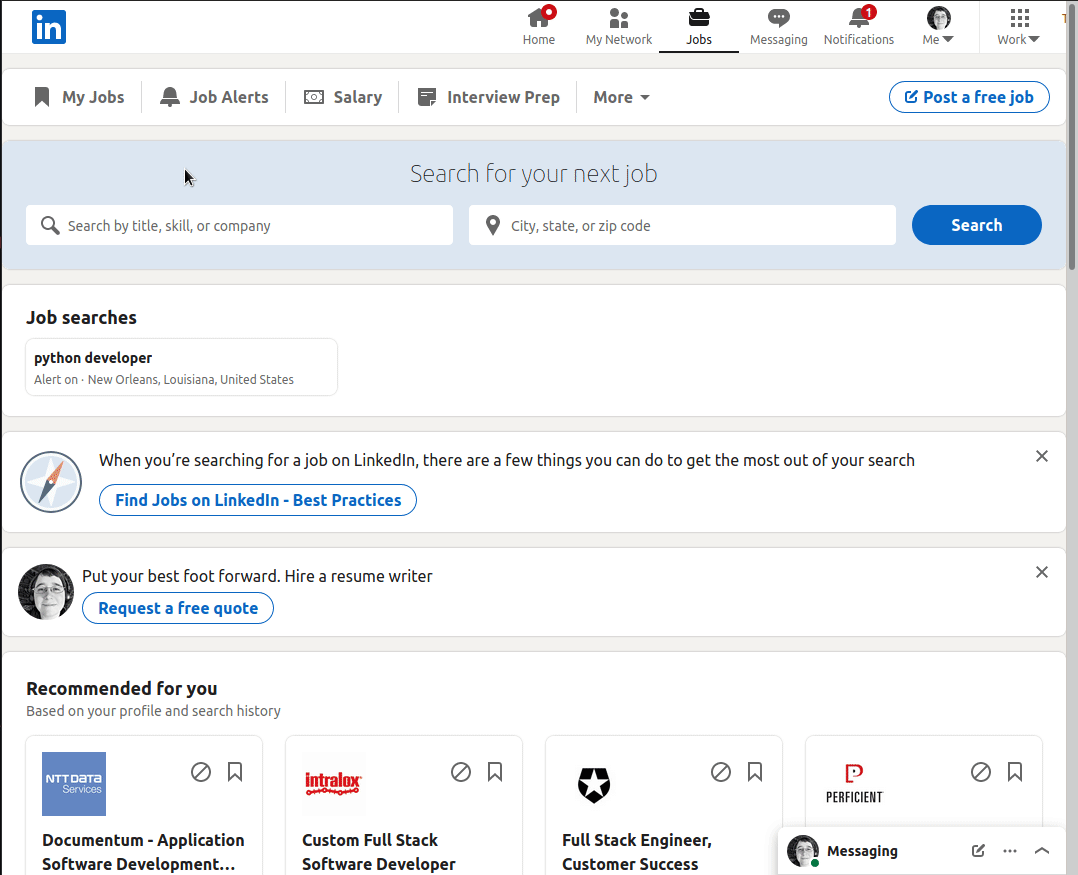 in
Home
My Network
Jobs
Messaging
1
Notifications
Me
Work
My Jobs
Job Alerts
Salary
Interview Prep
More
Post a free job
Search for your next job
Search by title, skill, or company
City, state, or zip code
Search
Job searches
python developer
Alert on · New Orleans, Louisiana, United States
When you’re searching for a job on LinkedIn, there are a few things you can do to get the most out of your search
Find Jobs on LinkedIn - Best Practices
Put your best foot forward. Hire a resume writer
Request a free quote
Recommended for you
Based on your profile and search history
NTT DATA
Services
intralox
PERFICIENT
Documentum - Application
Software Development…
Custom Full Stack
Software Developer
Full Stack Engineer,
Customer Success
Messaging